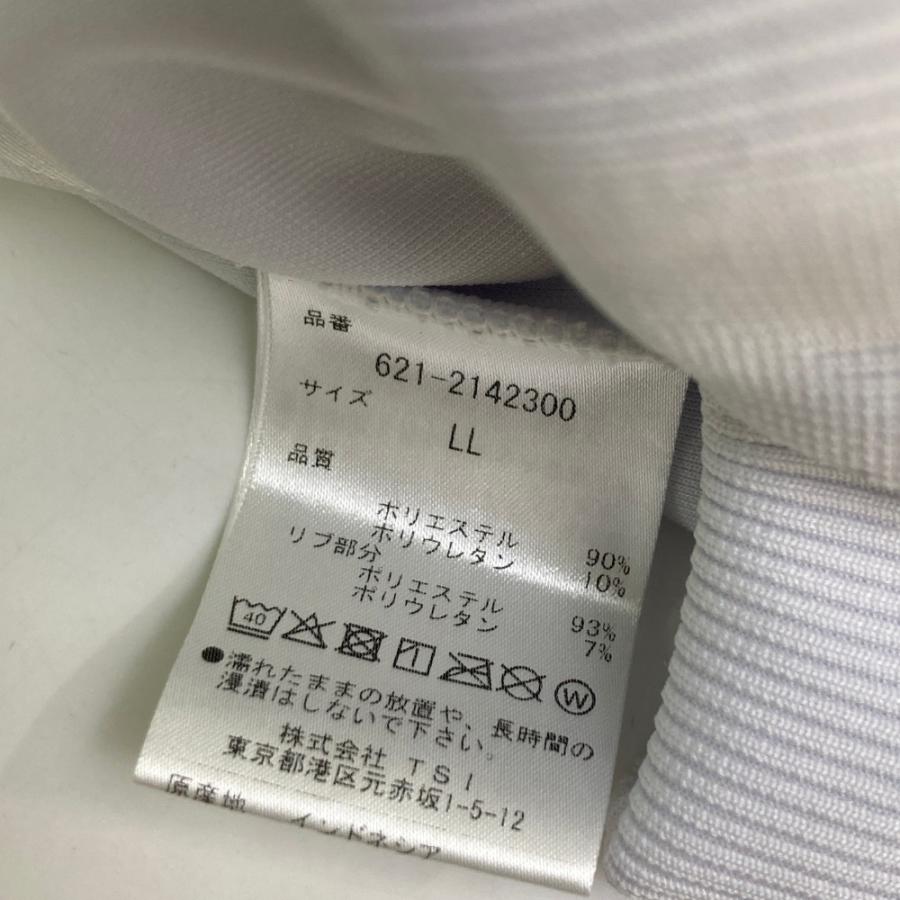 品番
621-2142300
サイズ
LL
品質
ポリエステル 90%
ポリウレタン 10%
リブ部分
ポリエステル 93%
ポリウレタン 7%
40
W
●濡れたままの放置や、長時間の
浸漬はしないで下さい。
株式会社 TSI
東京都港区元赤坂1-5-12
原産地 インドネシア